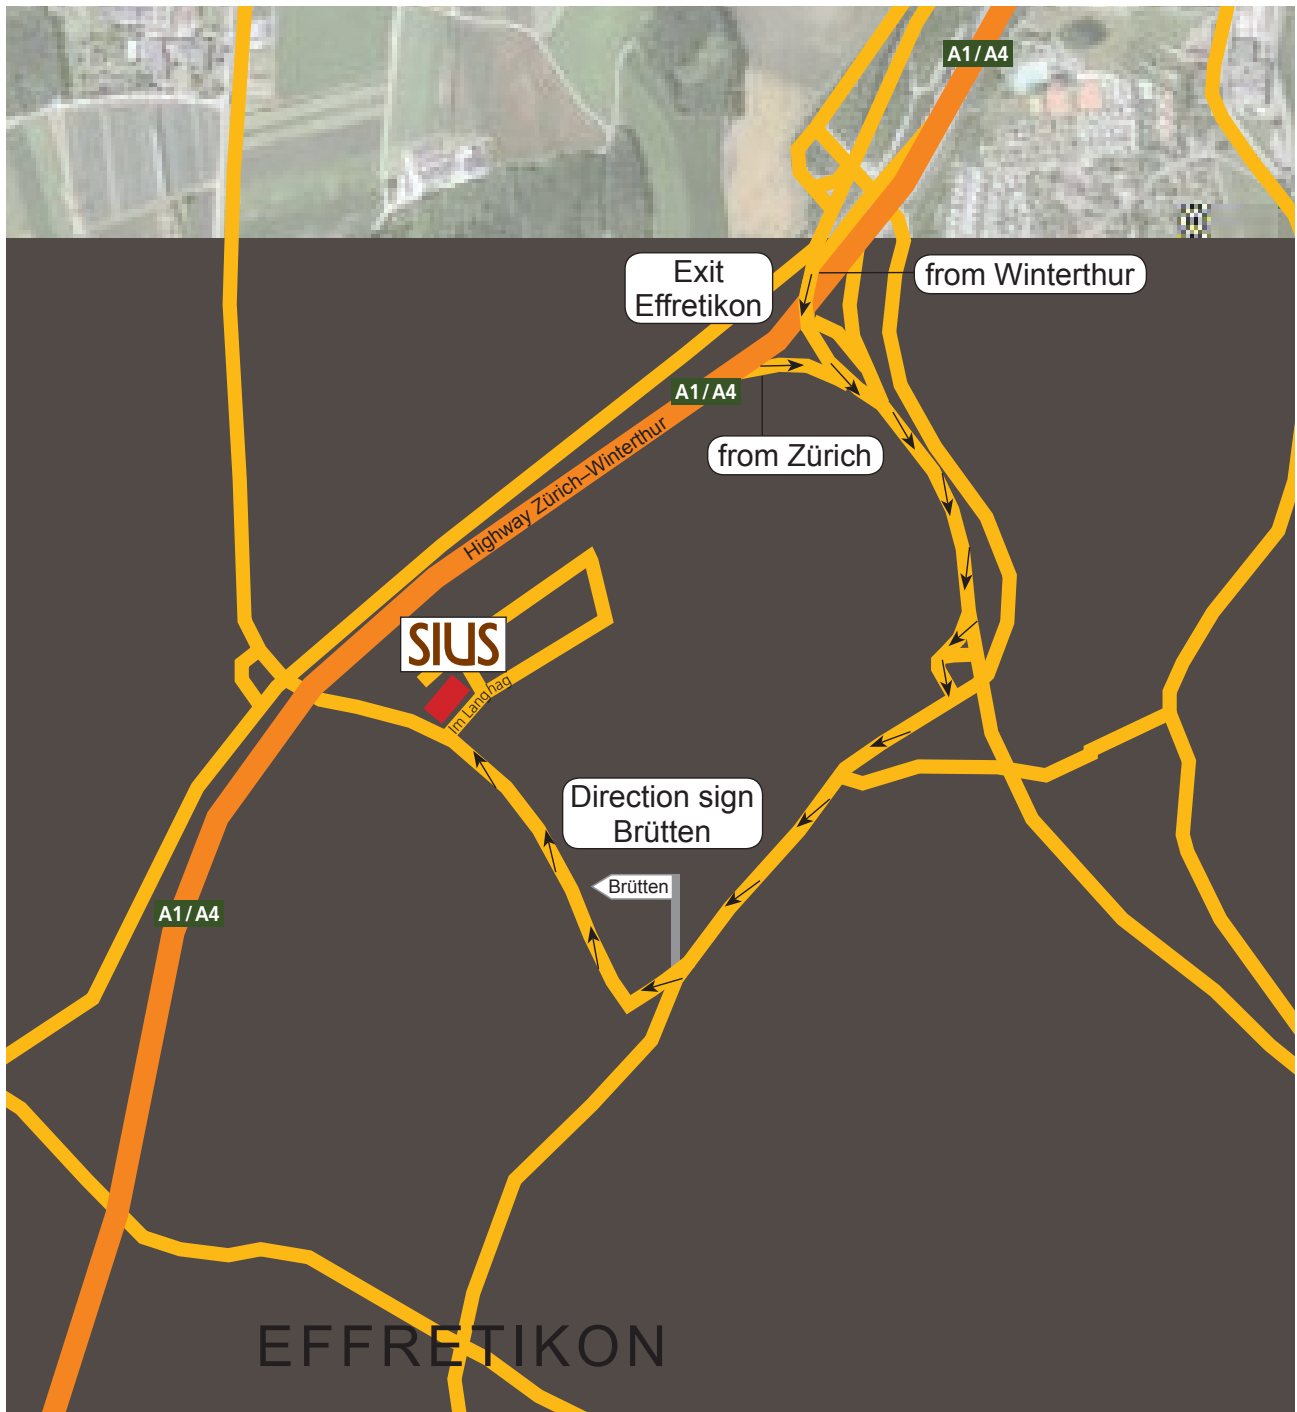 A1/A4
Exit
Effretikon
from Winterthur
A1/A4
from Zürich
Highway Zürich–Winterthur
SIUS
Im Langhag
Direction sign
Brütten
Brütten
A1/A4
EFFRETIKON